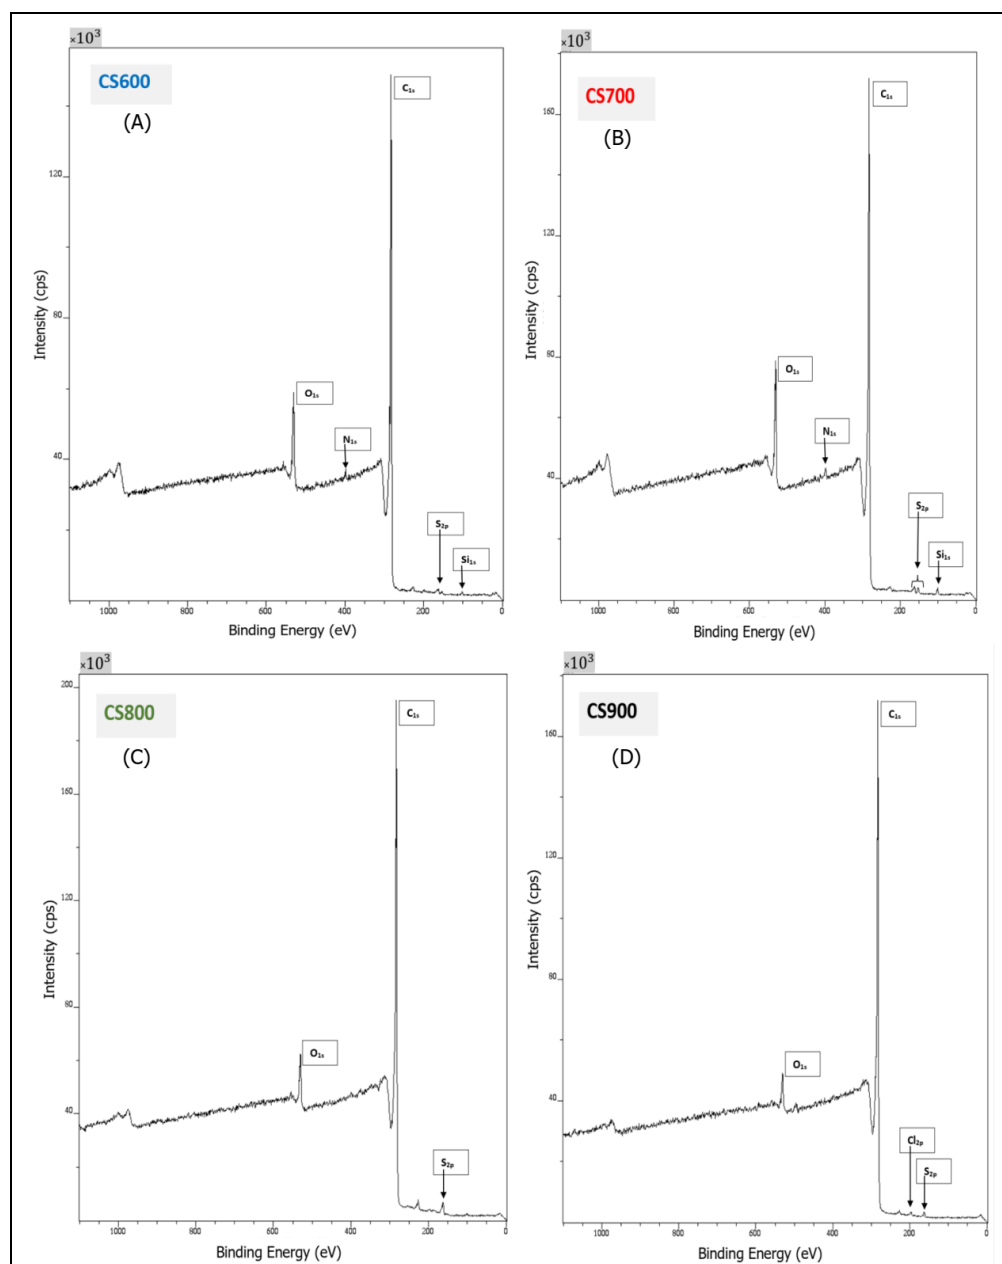 ×10³
CS600
(A)
C₁ₛ
120
80
40
O₁ₛ
N₁ₛ
S₂ₚ
Si₁ₛ
Intensity (cps)
1000 800 600 400 200 0
Binding Energy (eV)
×10³
CS700
(B)
C₁ₛ
160
120
80
40
O₁ₛ
N₁ₛ
S₂ₚ
Si₁ₛ
Intensity (cps)
1000 800 600 400 200 0
Binding Energy (eV)
×10³
CS800
(C)
C₁ₛ
200
160
120
80
40
O₁ₛ
S₂ₚ
Intensity (cps)
1000 800 600 400 200 0
Binding Energy (eV)
×10³
CS900
(D)
C₁ₛ
160
120
80
40
O₁ₛ
Cl₂ₚ
S₂ₚ
Intensity (cps)
1000 800 600 400 200 0
Binding Energy (eV)